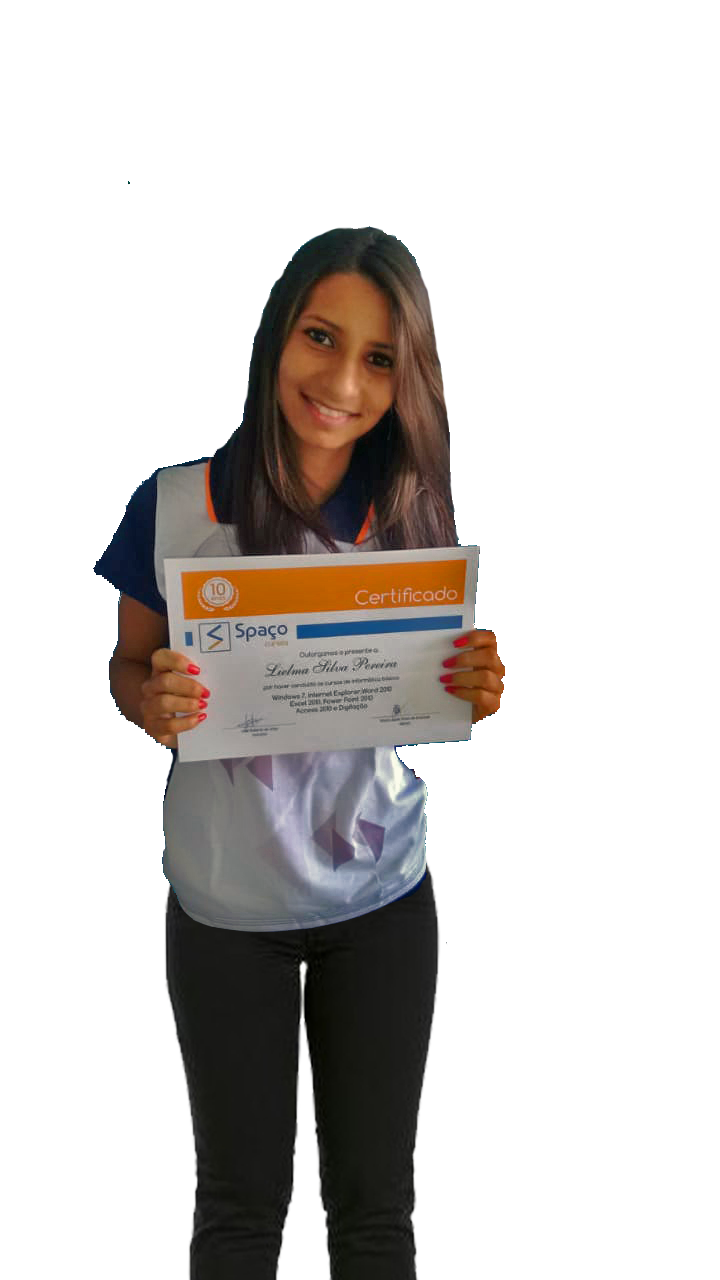 10
anos
Certificado
Spaço
cursos
Outorgamos o presente a...
Lielma Silva Pereira
por haver concluído os cursos de informática básica
Windows 7, Internet Explorer,Word 2010
Excel 2010, Power Point 2010
Access 2010 e Digitação